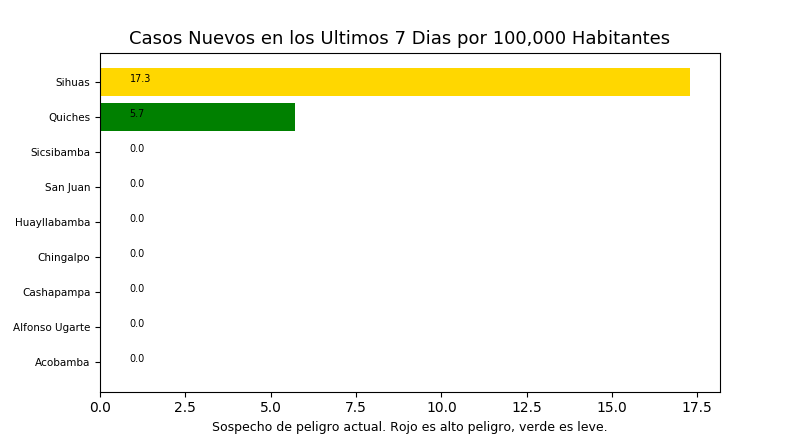 Casos Nuevos en los Ultimos 7 Dias por 100,000 Habitantes
Sihuas 17.3
Quiches 5.7
Sicsibamba 0.0
San Juan 0.0
Huayllabamba 0.0
Chingalpo 0.0
Cashapampa 0.0
Alfonso Ugarte 0.0
Acobamba 0.0
0.0 2.5 5.0 7.5 10.0 12.5 15.0 17.5
Sospecho de peligro actual. Rojo es alto peligro, verde es leve.